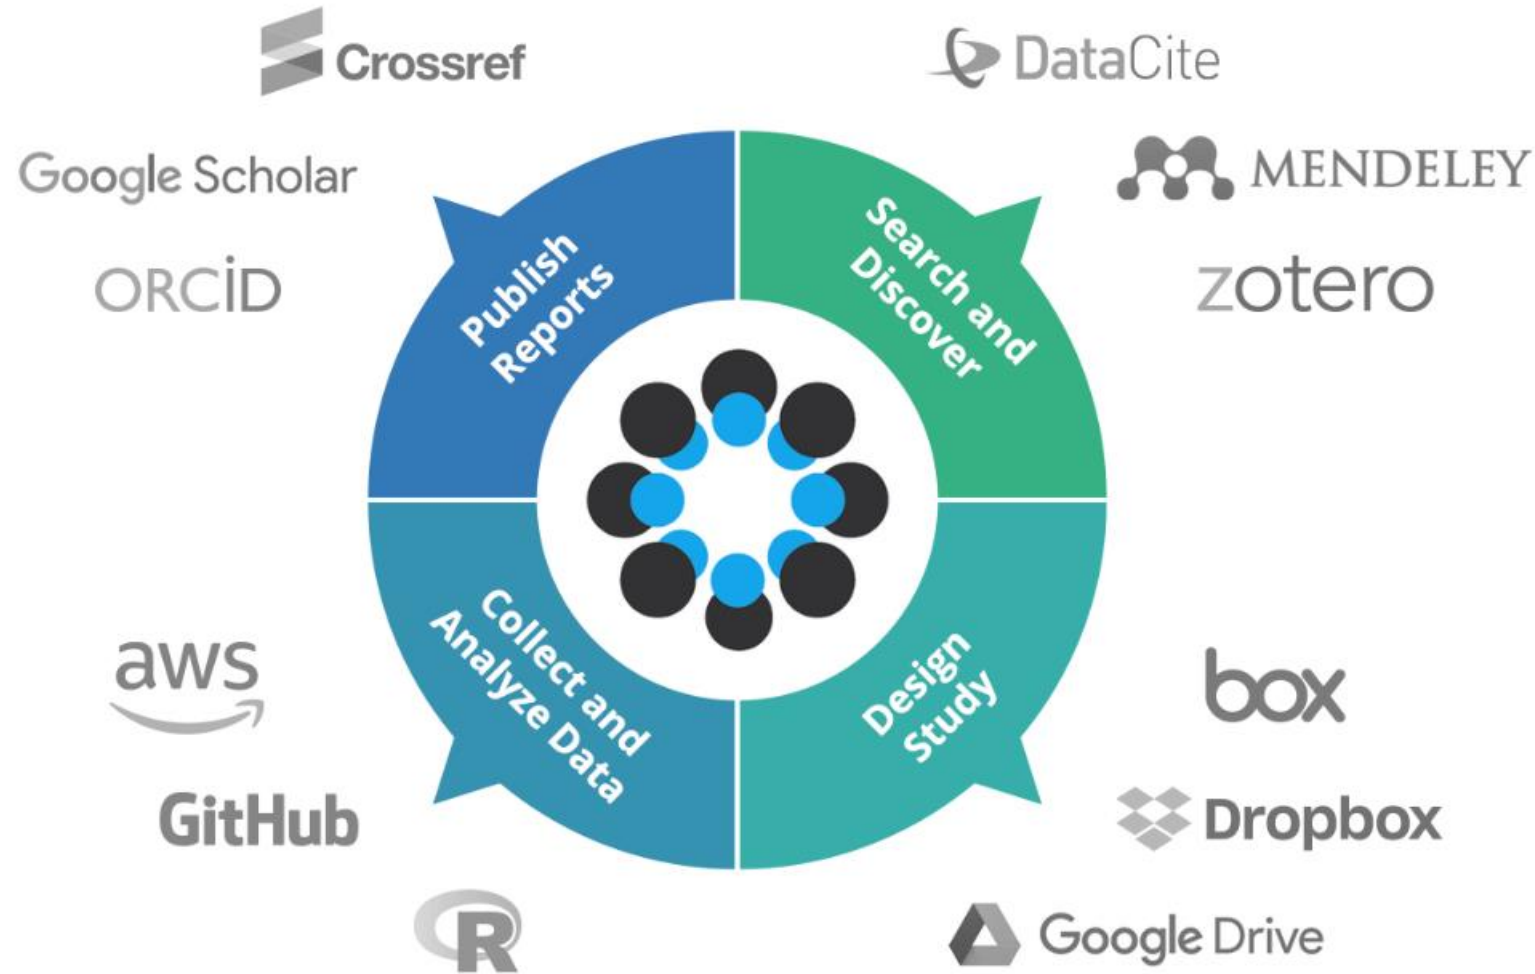 Crossref
DataCite
Google Scholar
MENDELEY
ORCiD
zotero
Publish
Reports
Search and
Discover
Collect and
Analyze Data
Design
Study
aws
box
GitHub
Dropbox
R
Google Drive